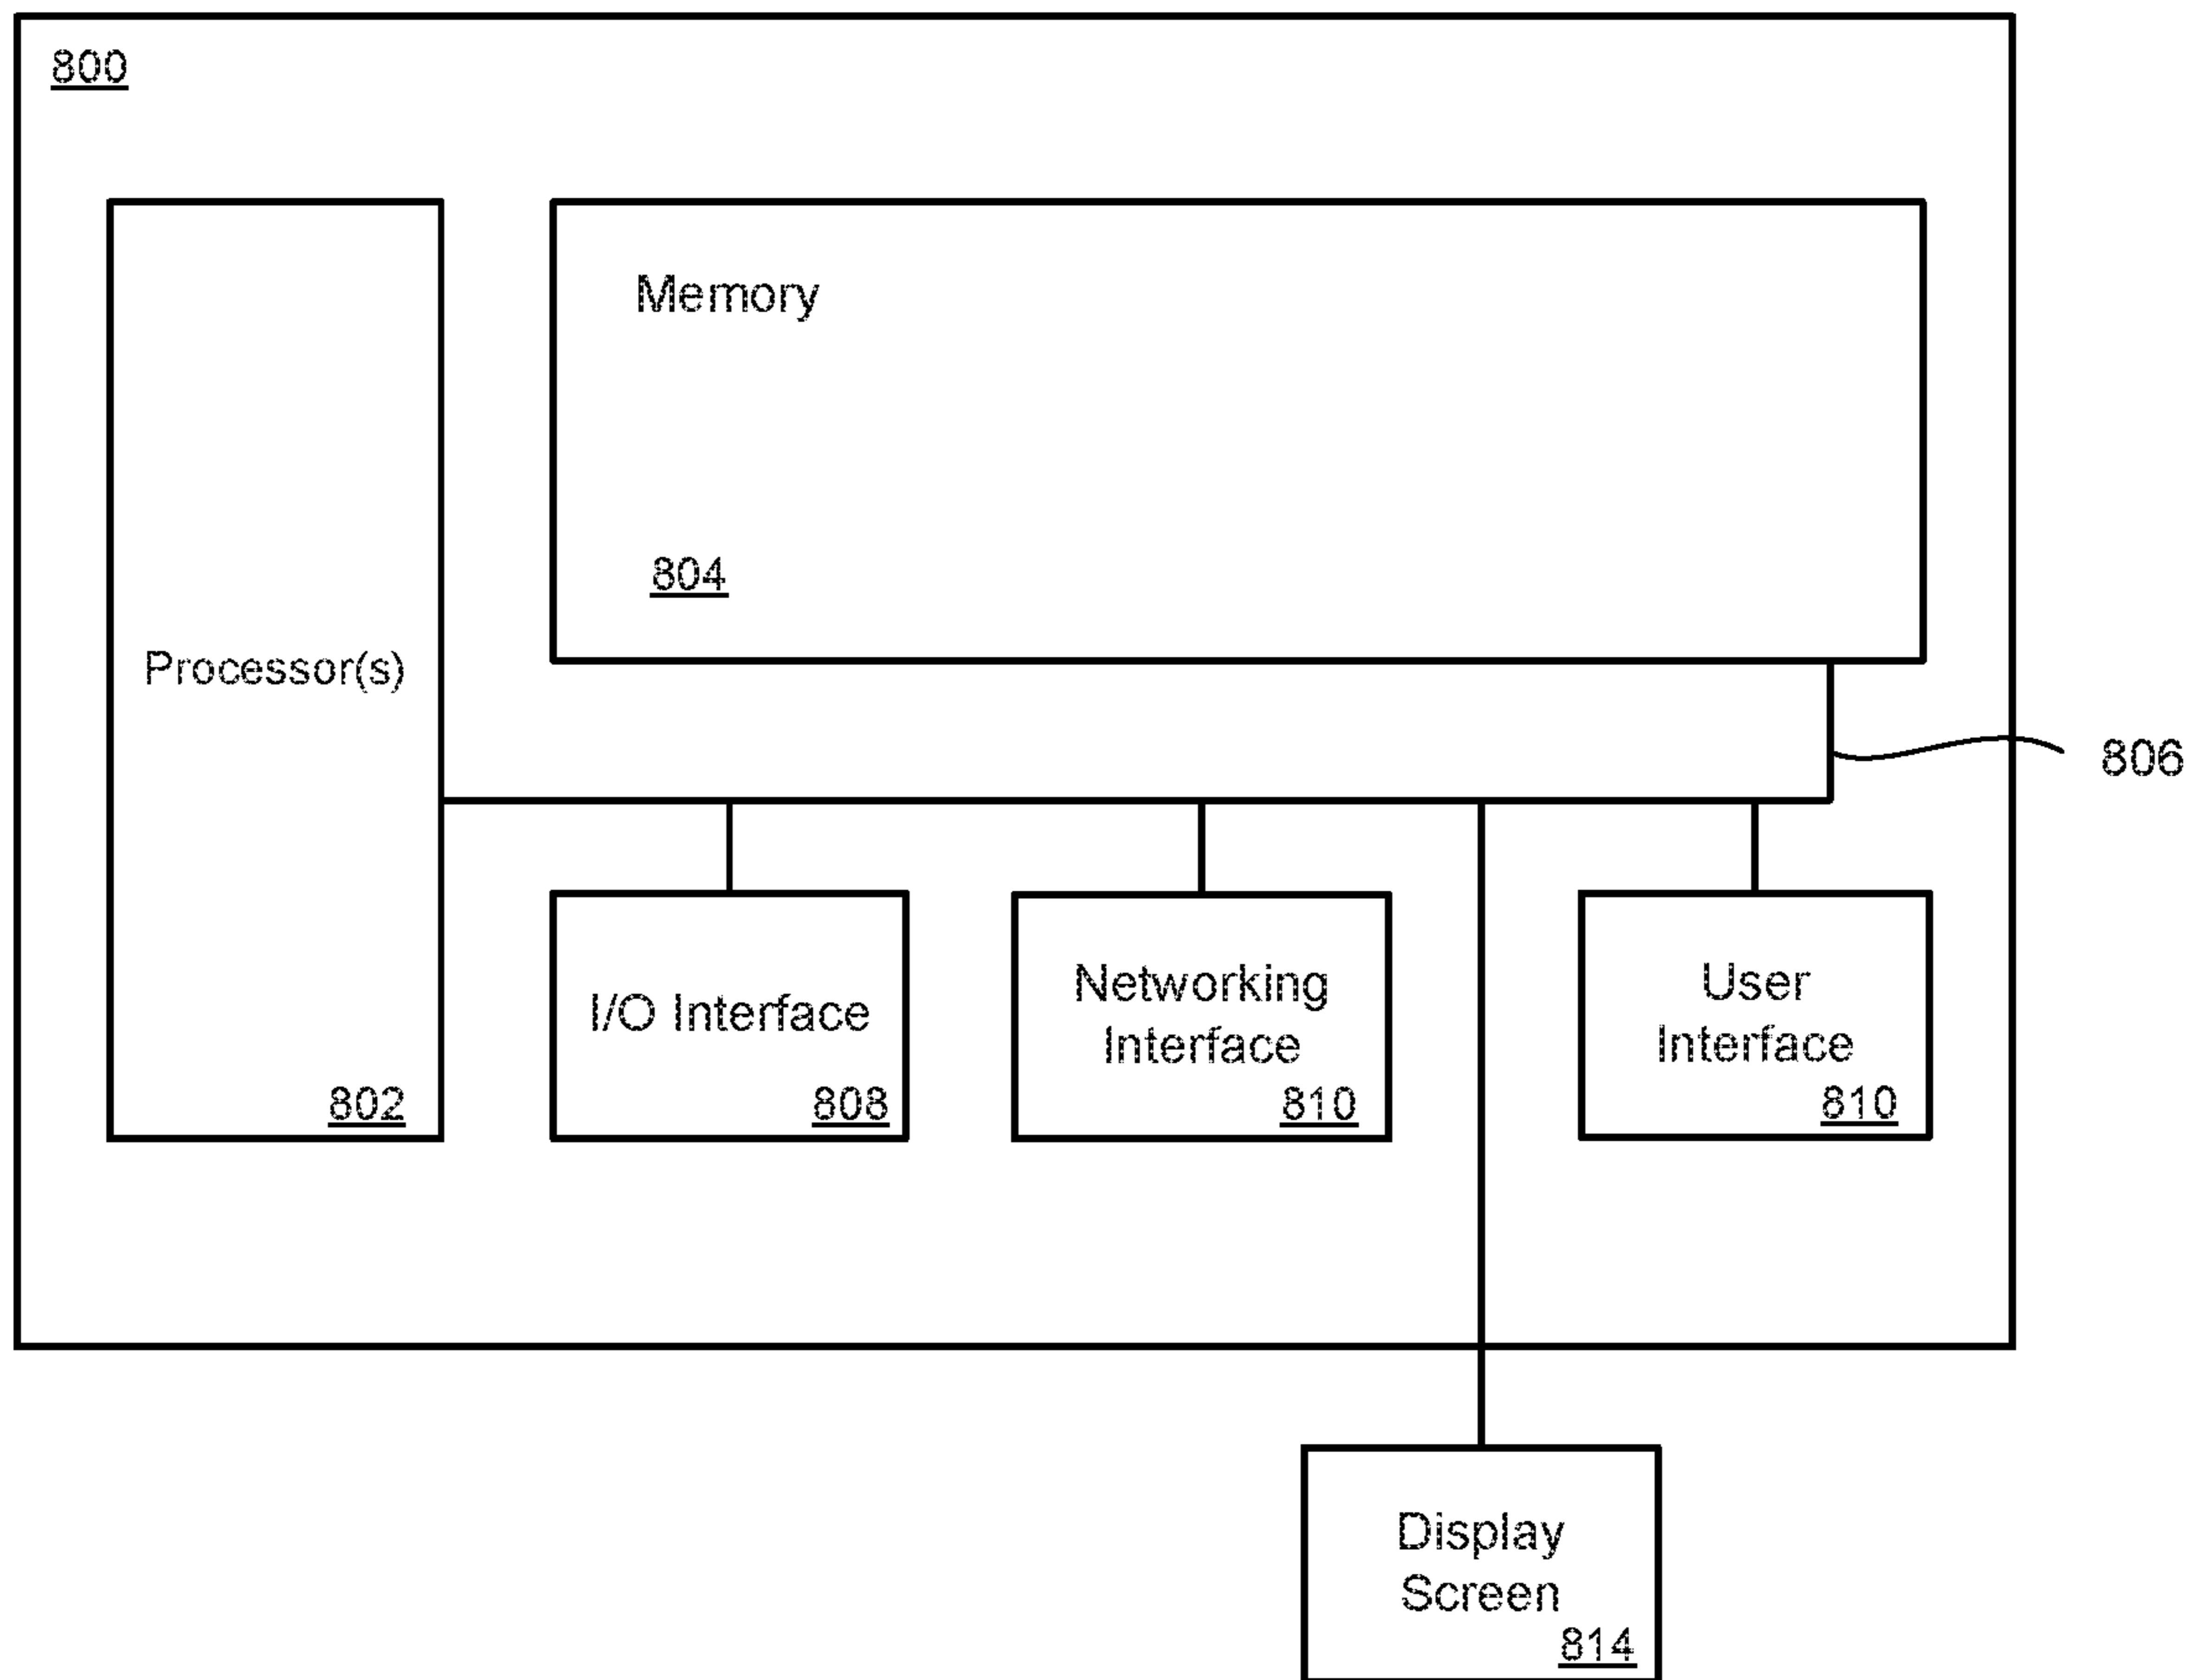 800
Memory
804
Processor(s)
802
806
I/O Interface
808
Networking
Interface
810
User
Interface
810
Display
Screen
814